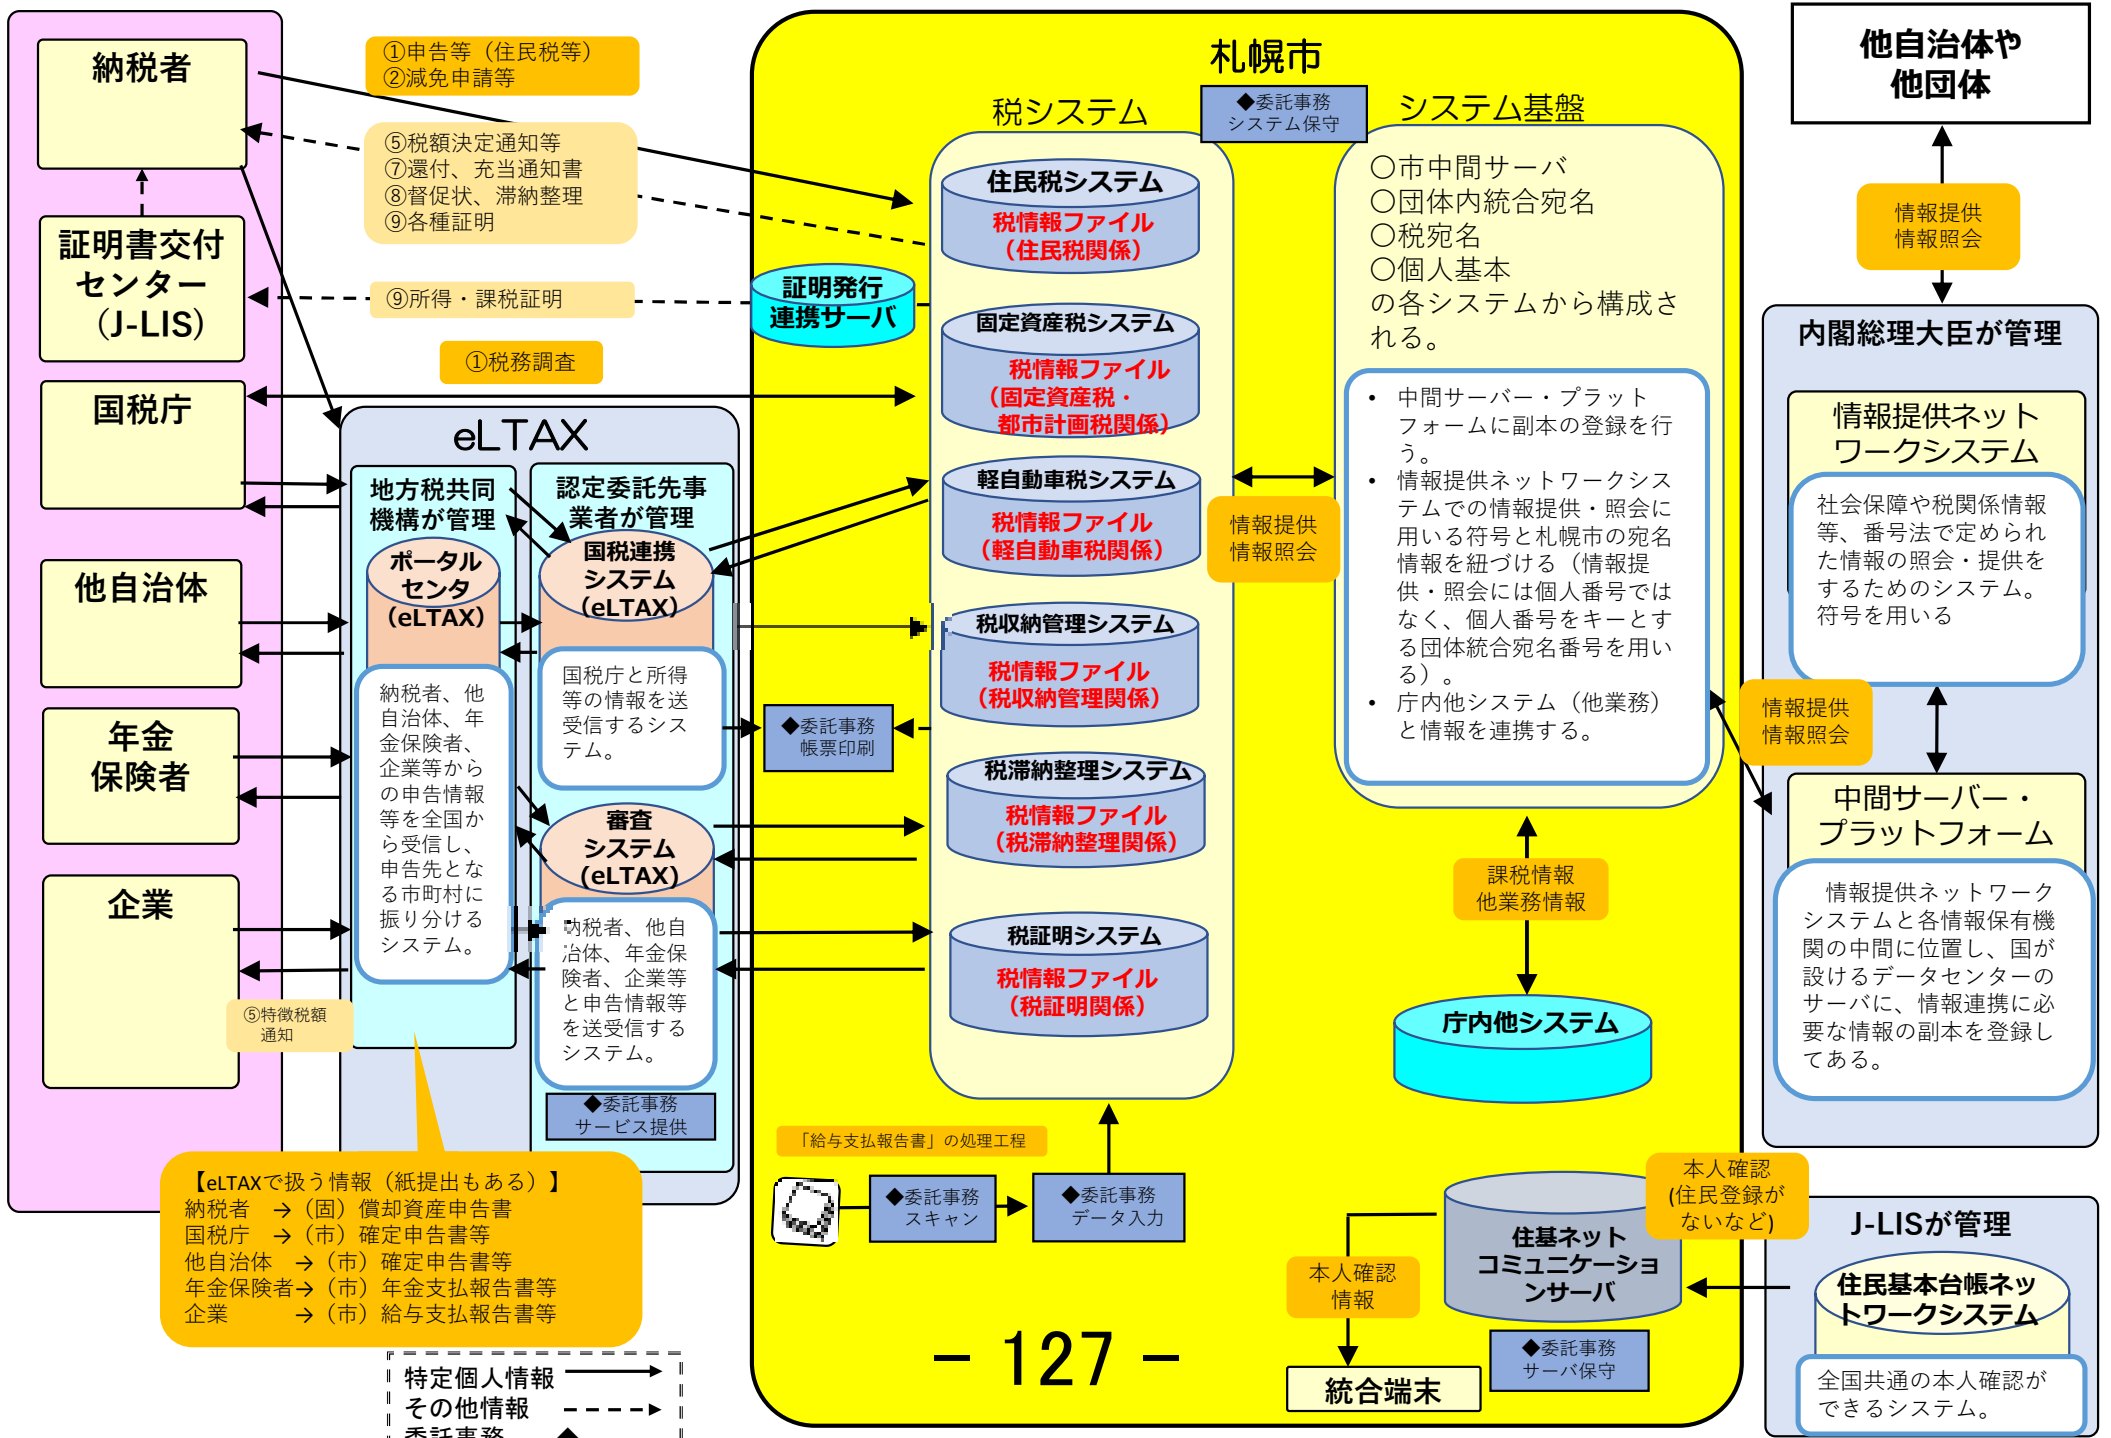 納税者
証明書交付
センター
（J-LIS）
国税庁
他自治体
年金
保険者
企業
①申告等（住民税等）
②減免申請等
⑤税額決定通知等
⑦還付、充当通知書
⑧督促状、滞納整理
⑨各種証明
⑨所得・課税証明
①税務調査
eLTAX
地方税共同
機構が管理
ポータル
センタ
（eLTAX）
納税者、他
自治体、年
金保険者、
企業等から
の申告情報
等を全国か
ら受信し、
申告先とな
る市町村に
振り分ける
システム。
認定委託先事
業者が管理
国税連携
システム
（eLTAX）
国税庁と所得
等の情報を送
受信するシス
テム。
審査
システム
(eLTAX)
納税者、他自
治体、年金保
険者、企業等
と申告情報等
を送受信する
システム。
◆委託事務
サービス提供
⑤特徴税額
通知
【eLTAXで扱う情報（紙提出もある）】
納税者　→（固）償却資産申告書
国税庁　→（市）確定申告書等
他自治体　→（市）確定申告書等
年金保険者→（市）年金支払報告書等
企業　　　→（市）給与支払報告書等
特定個人情報
その他情報
委託事務　◆
札幌市
税システム
◆委託事務
システム保守
システム基盤
住民税システム
税情報ファイル
（住民税関係）
証明発行
連携サーバ
固定資産税システム
税情報ファイル
（固定資産税・
都市計画税関係）
軽自動車税システム
税情報ファイル
（軽自動車税関係）
税収納管理システム
税情報ファイル
（税収納管理関係）
◆委託事務
帳票印刷
税滞納整理システム
税情報ファイル
（税滞納整理関係）
税証明システム
税情報ファイル
（税証明関係）
情報提供
情報照会
〇市中間サーバ
〇団体内統合宛名
〇税宛名
〇個人基本
の各システムから構成さ
れる。
• 中間サーバー・プラット
フォームに副本の登録を行
う。
• 情報提供ネットワークシス
テムでの情報提供・照会に
用いる符号と札幌市の宛名
情報を紐づける（情報提
供・照会には個人番号では
なく、個人番号をキーとす
る団体統合宛名番号を用い
る）。
• 庁内他システム（他業務）
と情報を連携する。
課税情報
他業務情報
庁内他システム
「給与支払報告書」の処理工程
◆委託事務
スキャン
◆委託事務
データ入力
本人確認
情報
統合端末
住基ネット
コミュニケーショ
ンサーバ
◆委託事務
サーバ保守
－127－
他自治体や
他団体
情報提供
情報照会
内閣総理大臣が管理
情報提供ネット
ワークシステム
社会保障や税関係情報
等、番号法で定められ
た情報の照会・提供を
するためのシステム。
符号を用いる
情報提供
情報照会
中間サーバー・
プラットフォーム
　情報提供ネットワーク
システムと各情報保有機
関の中間に位置し、国が
設けるデータセンターの
サーバに、情報連携に必
要な情報の副本を登録し
てある。
本人確認
(住民登録が
ないなど)
J-LISが管理
住民基本台帳ネッ
トワークシステム
全国共通の本人確認が
できるシステム。